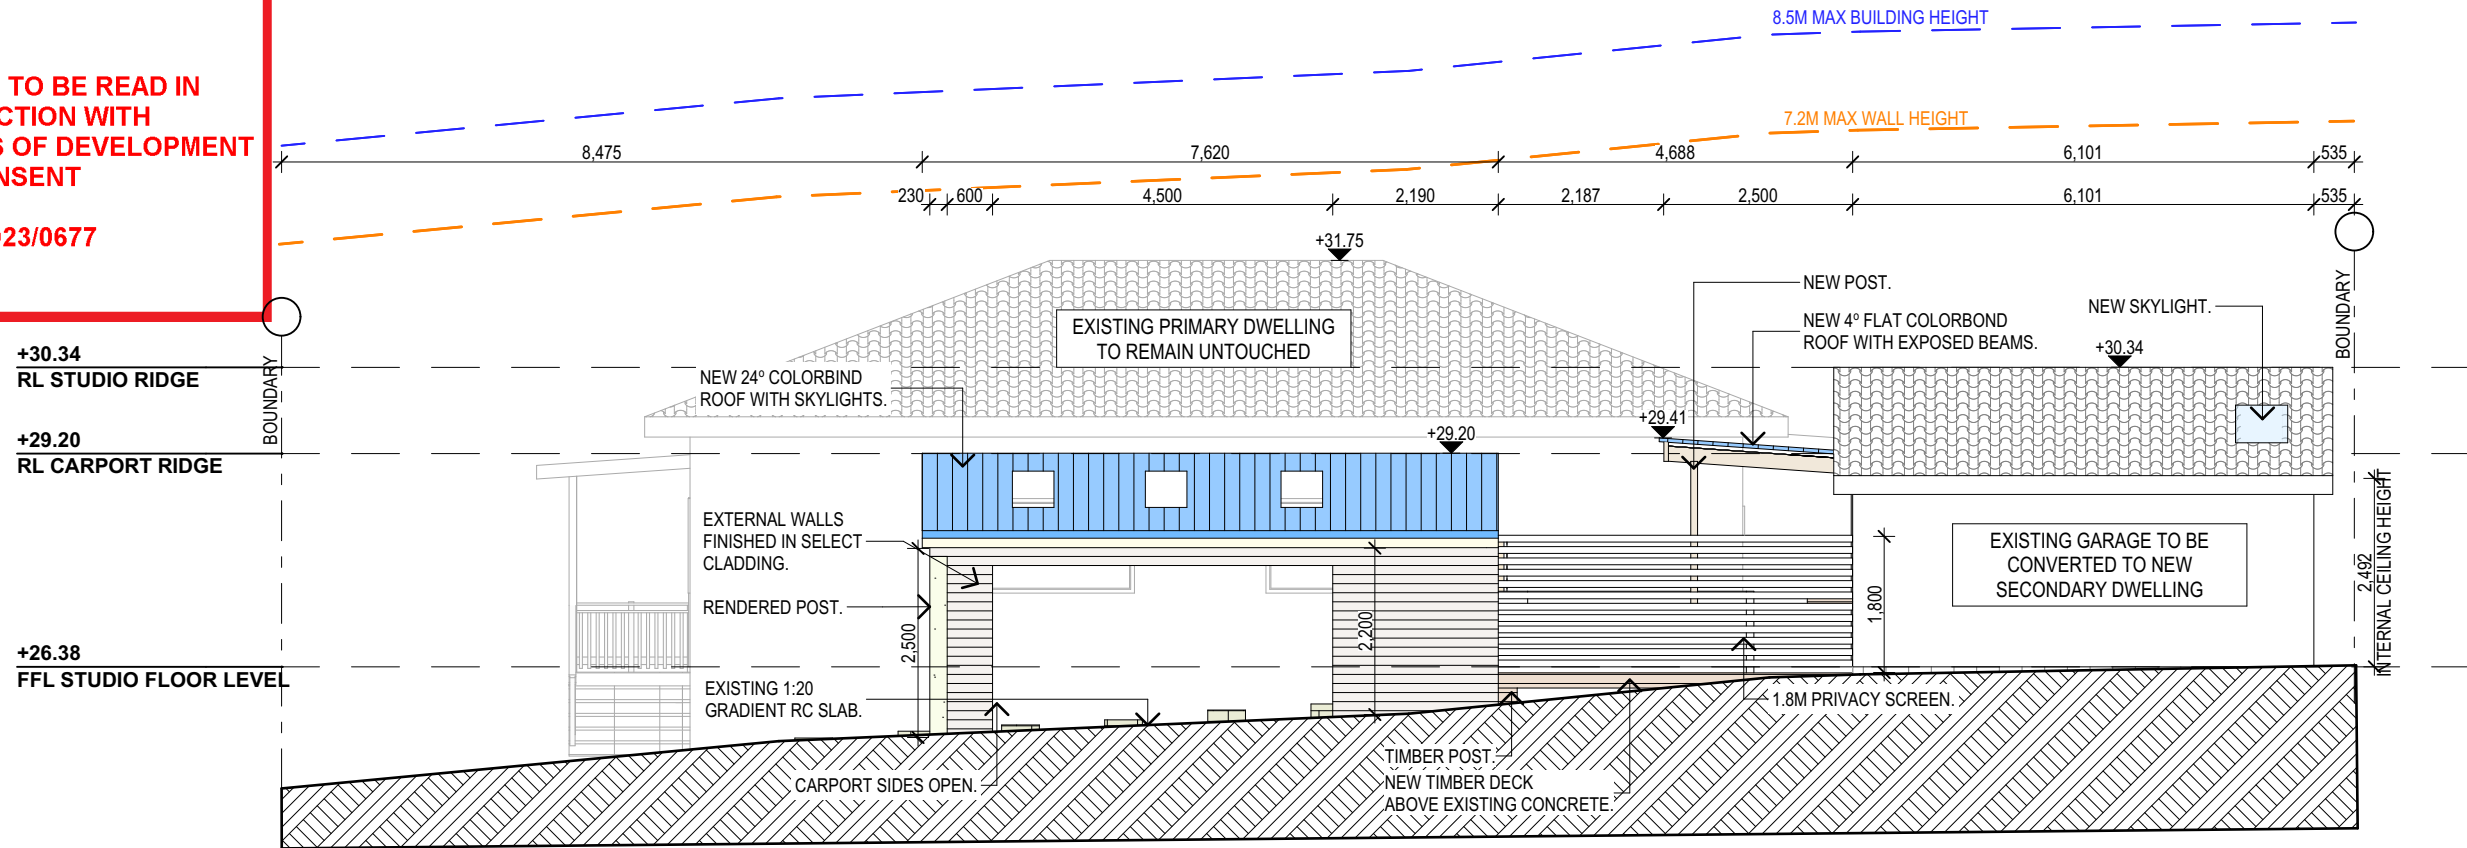 TO BE READ IN
CTION WITH
S OF DEVELOPMENT
NSENT
23/0677
8.5M MAX BUILDING HEIGHT
7.2M MAX WALL HEIGHT
8,475
7,620
4,688
6,101
535
230
600
4,500
2,190
2,187
2,500
6,101
535
+31.75
BOUNDARY
NEW POST.
NEW SKYLIGHT.
EXISTING PRIMARY DWELLING
TO REMAIN UNTOUCHED
NEW 4º FLAT COLORBOND
ROOF WITH EXPOSED BEAMS.
+30.34
+30.34
RL STUDIO RIDGE
BOUNDARY
NEW 24º COLORBIND
ROOF WITH SKYLIGHTS.
+29.41
+29.20
+29.20
RL CARPORT RIDGE
EXTERNAL WALLS
FINISHED IN SELECT
CLADDING.
RENDERED POST.
2,500
2,200
1,800
EXISTING GARAGE TO BE
CONVERTED TO NEW
SECONDARY DWELLING
2,492
INTERNAL CEILING HEIGHT
+26.38
FFL STUDIO FLOOR LEVEL
EXISTING 1:20
GRADIENT RC SLAB.
1.8M PRIVACY SCREEN.
CARPORT SIDES OPEN.
TIMBER POST.
NEW TIMBER DECK
ABOVE EXISTING CONCRETE.